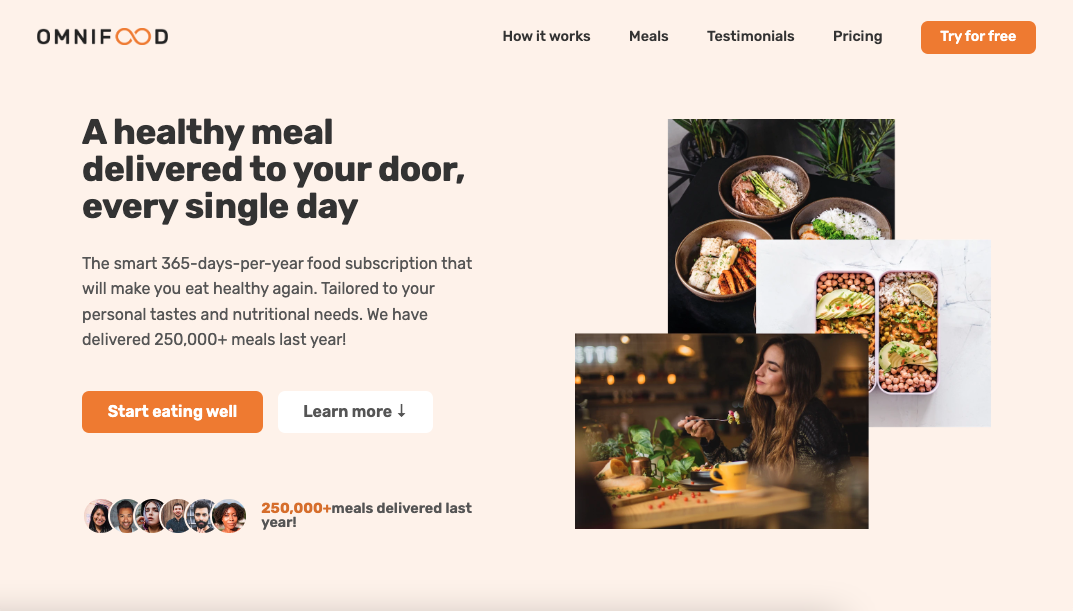 OMNIFOOD
How it works Meals Testimonials Pricing Try for free
A healthy meal
delivered to your door,
every single day
The smart 365-days-per-year food subscription that
will make you eat healthy again. Tailored to your
personal tastes and nutritional needs. We have
delivered 250,000+ meals last year!
Start eating well Learn more ↓
250,000+meals delivered last
year!
ETTE